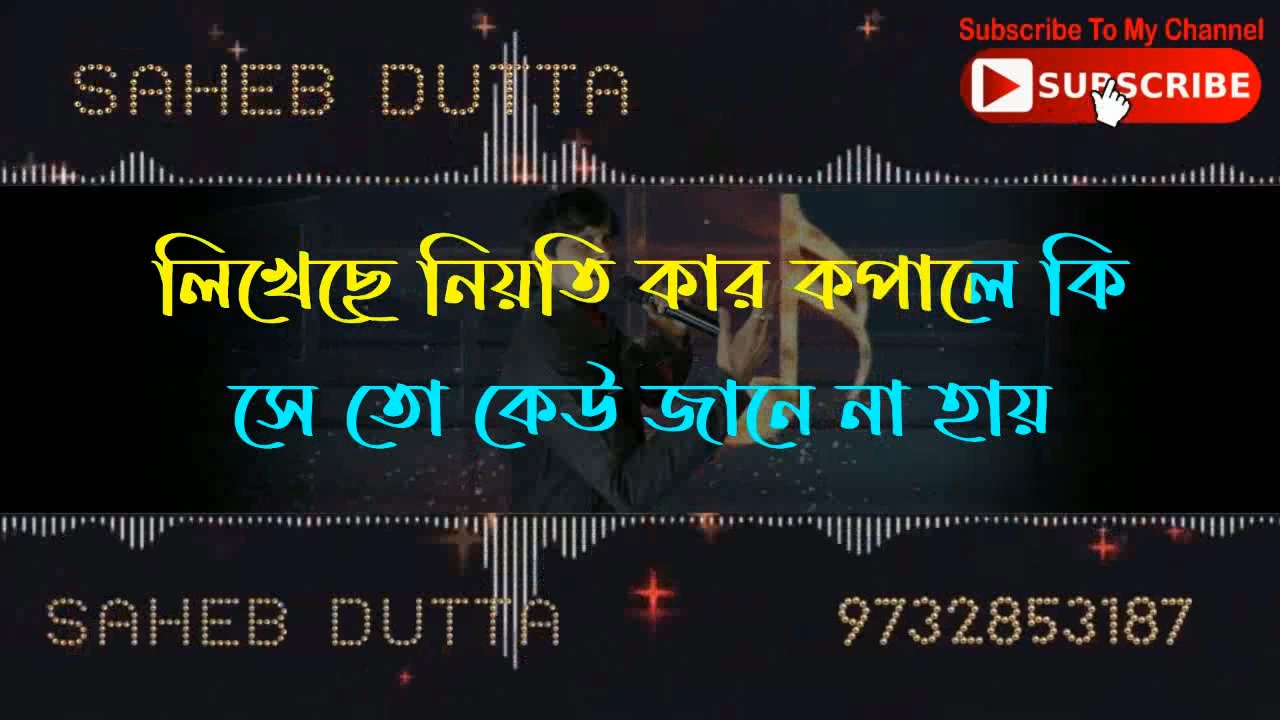 Subscribe To My Channel
SAHEB DUTTA
SUBSCRIBE
লিখেছে নিয়তি কার কপালে কি
সে তো কেউ জানে না হায়
SAHEB DUTTA
9732853187